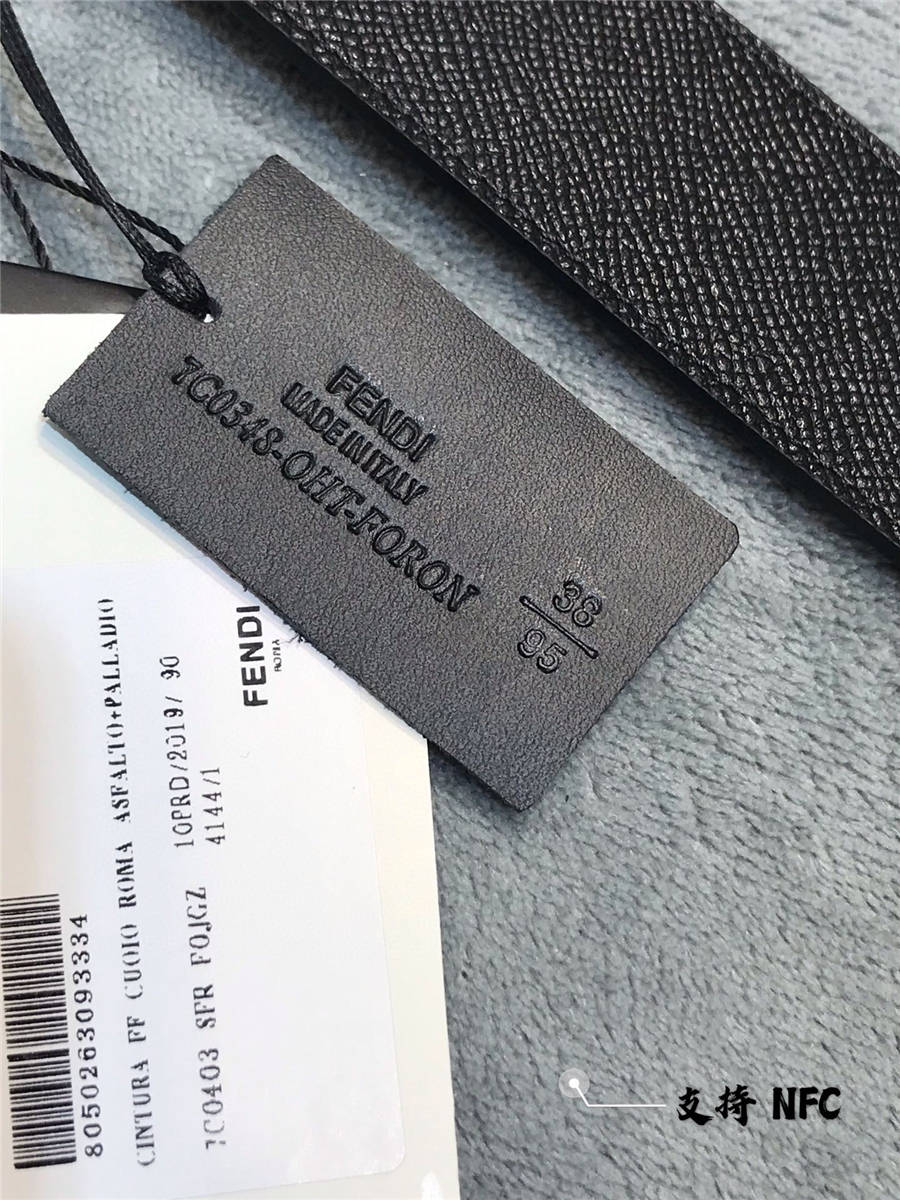 FENDI
MADE IN ITALY
7C0348-OHT-FORON
38
95
FENDI
ROMA
10PRD/2019/ 90
4144/1
CINTURA FF CUOIO ROMA ASFALTO+PALLADIO
7C0403 SFR F0JGZ
8050263093334
支持 NFC